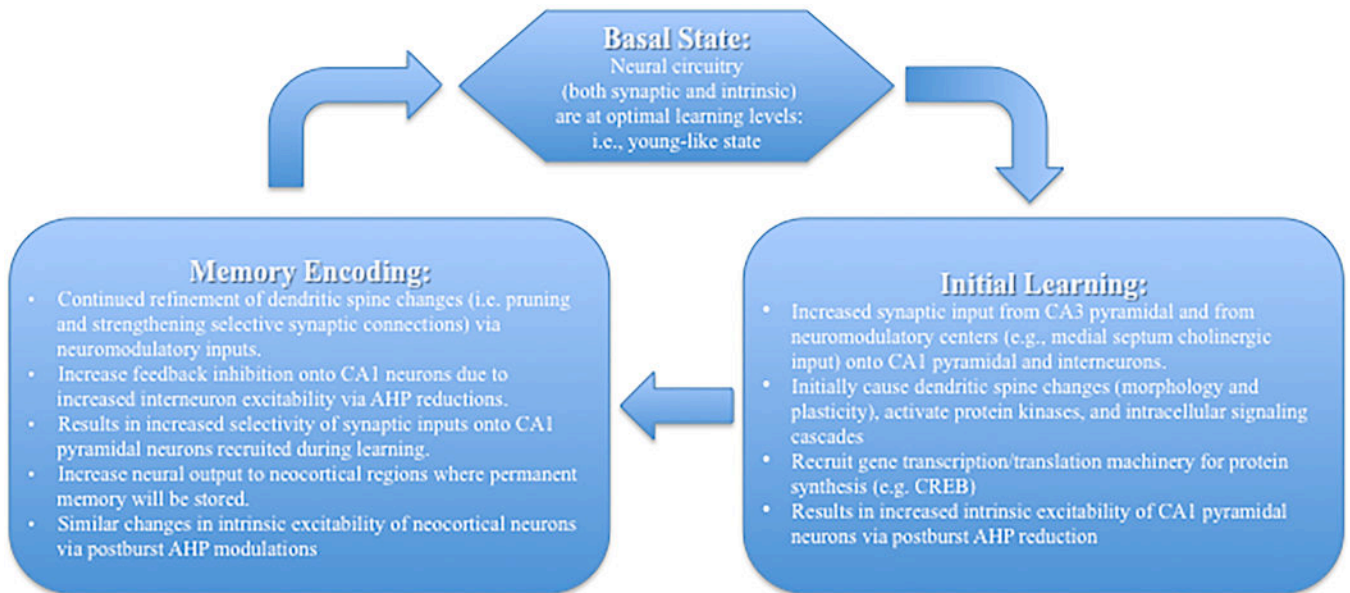 Basal State:
Neural circuitry
(both synaptic and intrinsic)
are at optimal learning levels:
i.e., young-like state
Memory Encoding:
• Continued refinement of dendritic spine changes (i.e. pruning
and strengthening selective synaptic connections) via
neuromodulatory inputs.
• Increase feedback inhibition onto CA1 neurons due to
increased interneuron excitability via AHP reductions.
• Results in increased selectivity of synaptic inputs onto CA1
pyramidal neurons recruited during learning.
• Increase neural output to neocortical regions where permanent
memory will be stored.
• Similar changes in intrinsic excitability of neocortical neurons
via postburst AHP modulations
Initial Learning:
• Increased synaptic input from CA3 pyramidal and from
neuromodulatory centers (e.g., medial septum cholinergic
input) onto CA1 pyramidal and interneurons.
• Initially cause dendritic spine changes (morphology and
plasticity), activate protein kinases, and intracellular signaling
cascades
• Recruit gene transcription/translation machinery for protein
synthesis (e.g. CREB)
• Results in increased intrinsic excitability of CA1 pyramidal
neurons via postburst AHP reduction